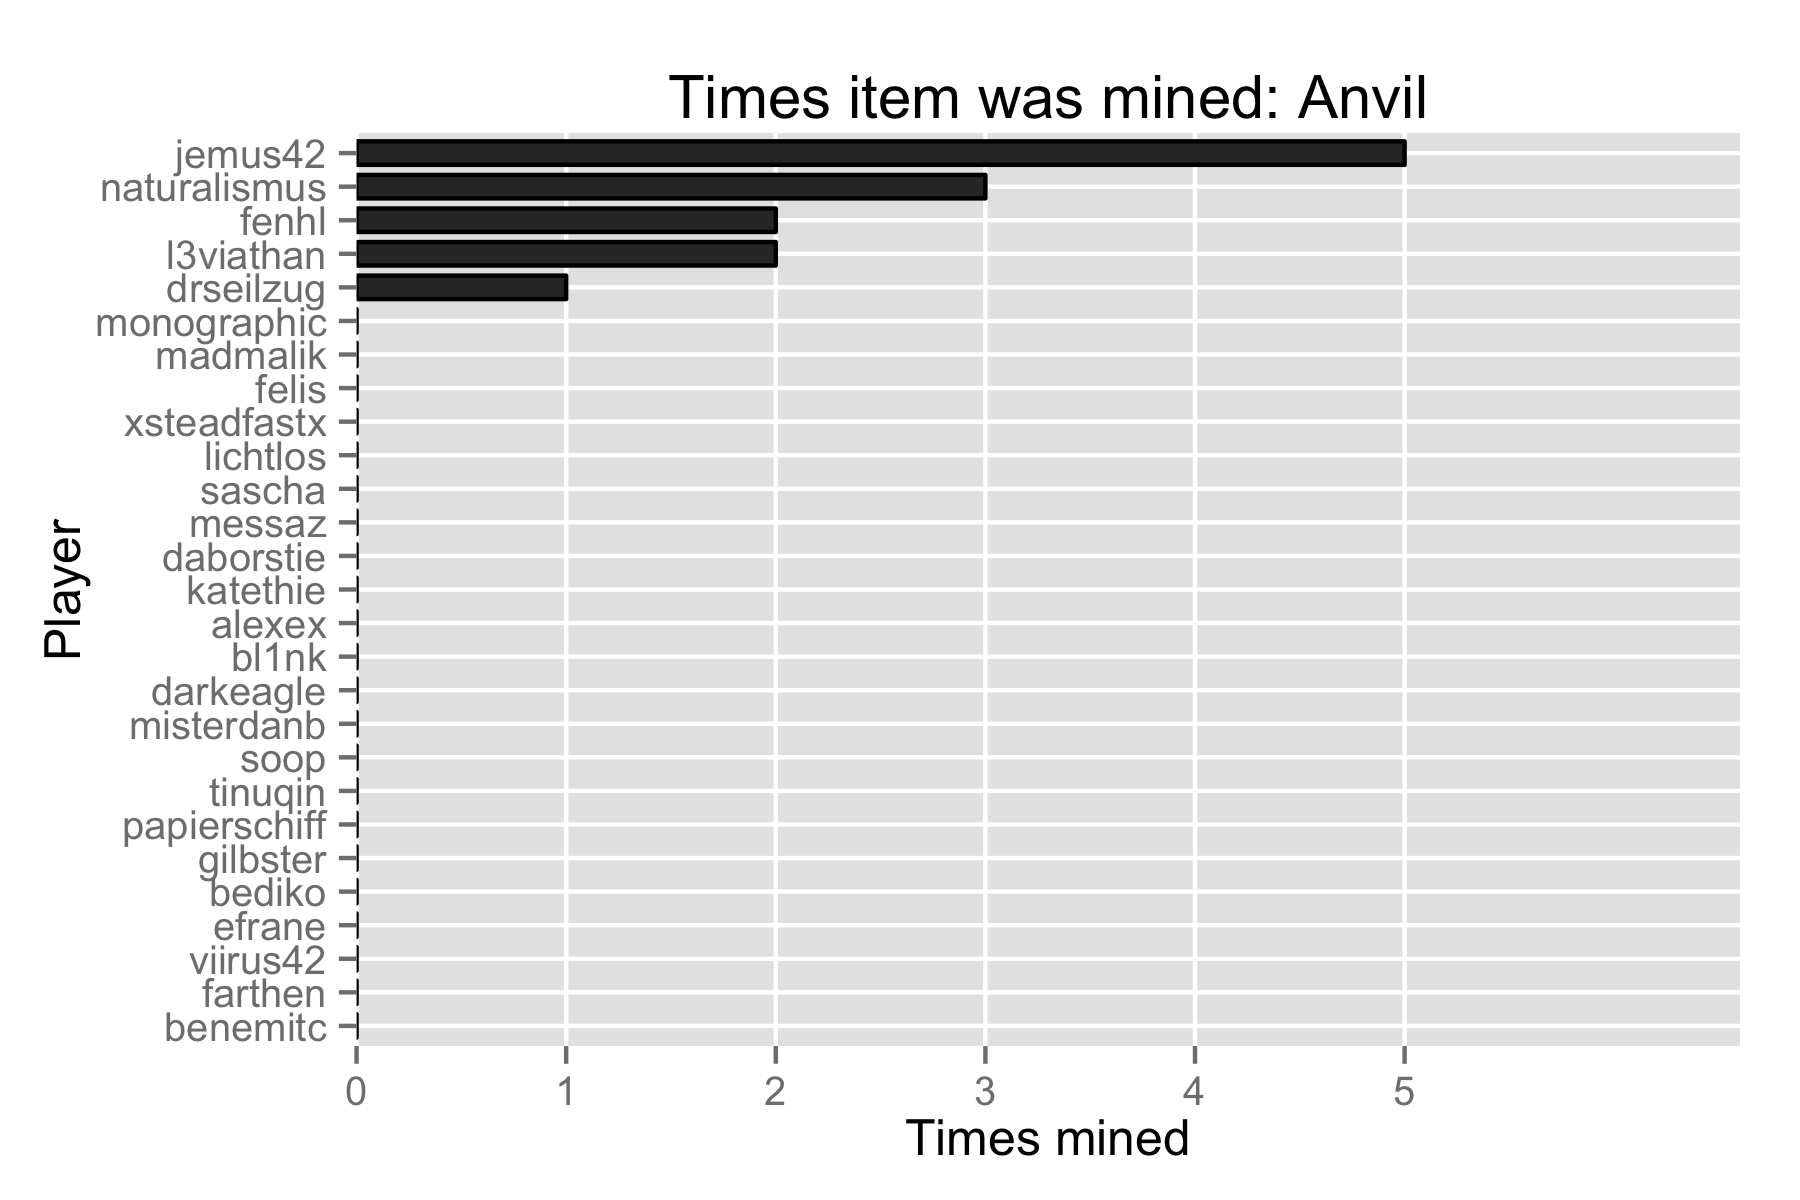 Times item was mined: Anvil
jemus42
naturalismus
fenhl
l3viathan
drseilzug
monographic
madmalik
felis
xsteadfastx
lichtlos
sascha
messaz
daborstie
katethie
alexex
bl1nk
darkeagle
misterdanb
soop
tinuqin
papierschiff
gilbster
bediko
efrane
viirus42
farthen
benemitc
Player
0 1 2 3 4 5
Times mined